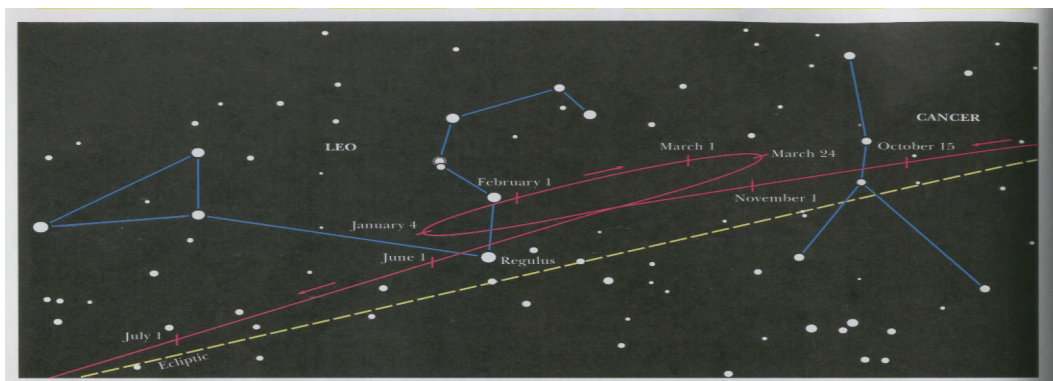 CANCER
LEO
March 1
March 24
October 15
February 1
November 1
January 4
June 1
Regulus
July 1
Ecliptic